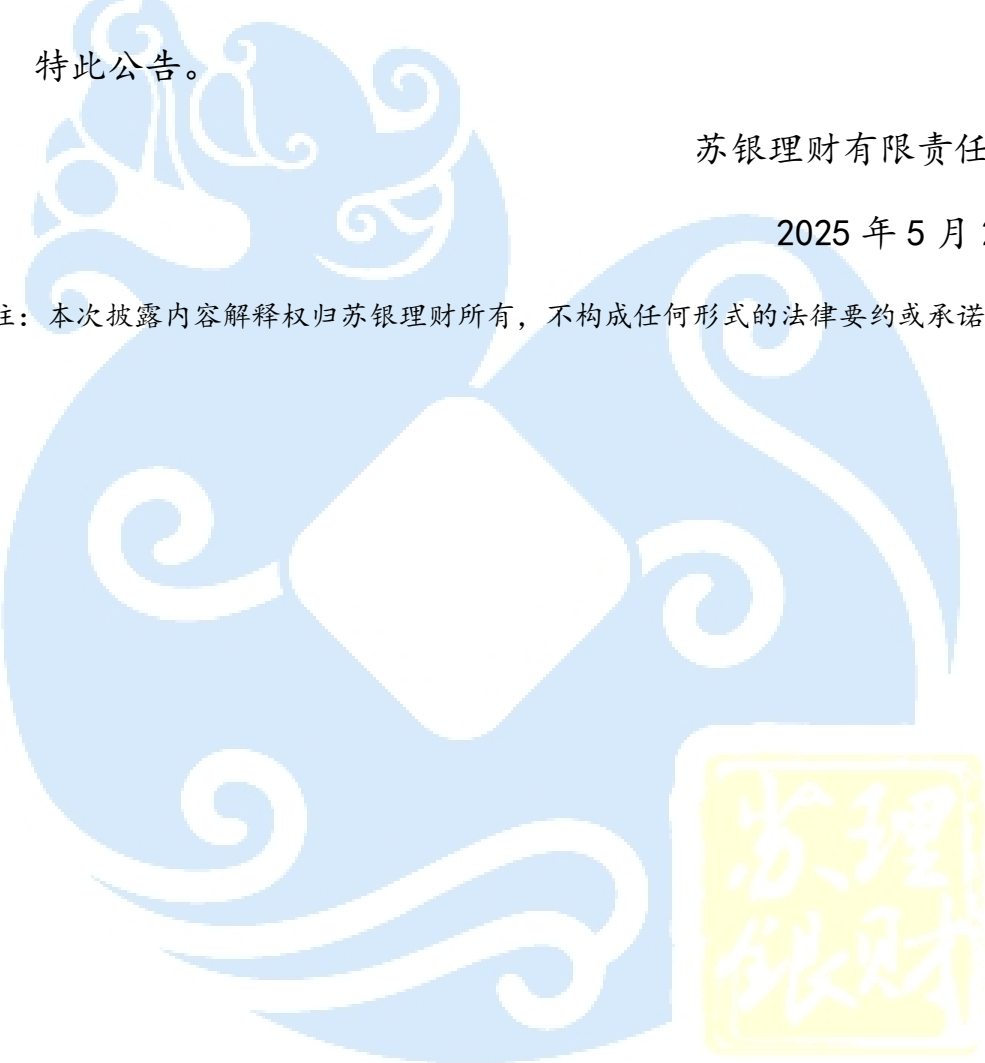 特此公告。
苏银理财有限责任
2025 年 5 月
注：本次披露内容解释权归苏银理财所有，不构成任何形式的法律要约或承诺
苏理
银财